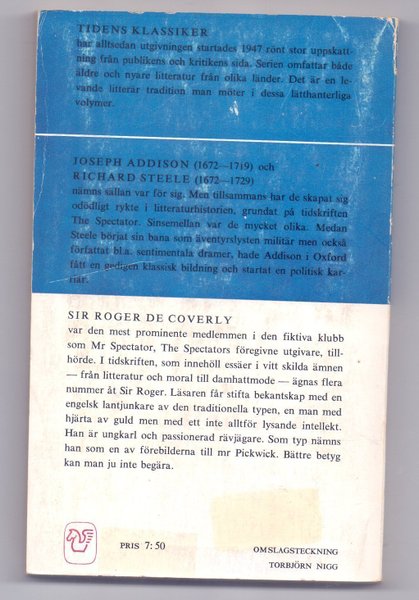 TIDENS KLASSIKER
har alltsedan utgivningen startades 1947 rönt stor uppskatt-
ning från publikens och kritikens sida. Serien omfattar både
äldre och nyare litteratur från olika länder. Det är en le-
vande litterär tradition man möter i dessa lätthanterliga
volymer.
JOSEPH ADDISON (1672—1719) och
RICHARD STEELE (1672—1729)
nämns sällan var för sig. Men tillsammans har de skapat sig
odödligt rykte i litteraturhistorien, grundat på tidskriften
The Spectator. Sinsemellan var de mycket olika. Medan
Steele börjat sin bana som äventyrslysten militär men också
författat bl.a. sentimentala dramer, hade Addison i Oxford
fått en gedigen klassisk bildning och startat en politisk kar-
riär.
SIR ROGER DE COVERLY
var den mest prominente medlemmen i den fiktiva klubb
som Mr Spectator, The Spectators föregivne utgivare, till-
hörde. I tidskriften, som innehöll essäer i vitt skilda ämnen
— från litteratur och moral till damhattmode — ägnas flera
nummer åt Sir Roger. Läsaren får stifta bekantskap med en
engelsk lantjunkare av den traditionella typen, en man med
hjärta av guld men med ett inte alltför lysande intellekt.
Han är ungkarl och passionerad rävjägare. Som typ nämns
han som en av förebilderna till mr Pickwick. Bättre betyg
kan man ju inte begära.
PRIS 7:50
OMSLAGSTECKNING
TORBJÖRN NIGG